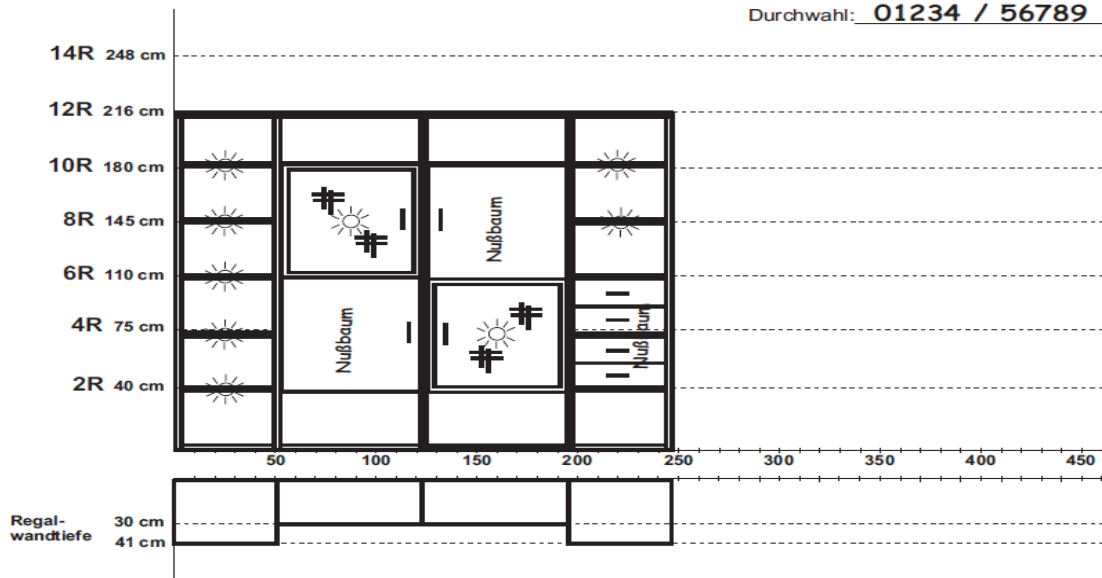 Durchwahl: 01234 / 56789
14R 248 cm
12R 216 cm
10R 180 cm
8R 145 cm
6R 110 cm
4R 75 cm
2R 40 cm
Nußbaum
Nußbaum
Nußbaum
50 100 150 200 250 300 350 400 450
Regal-
wandtiefe
30 cm
41 cm